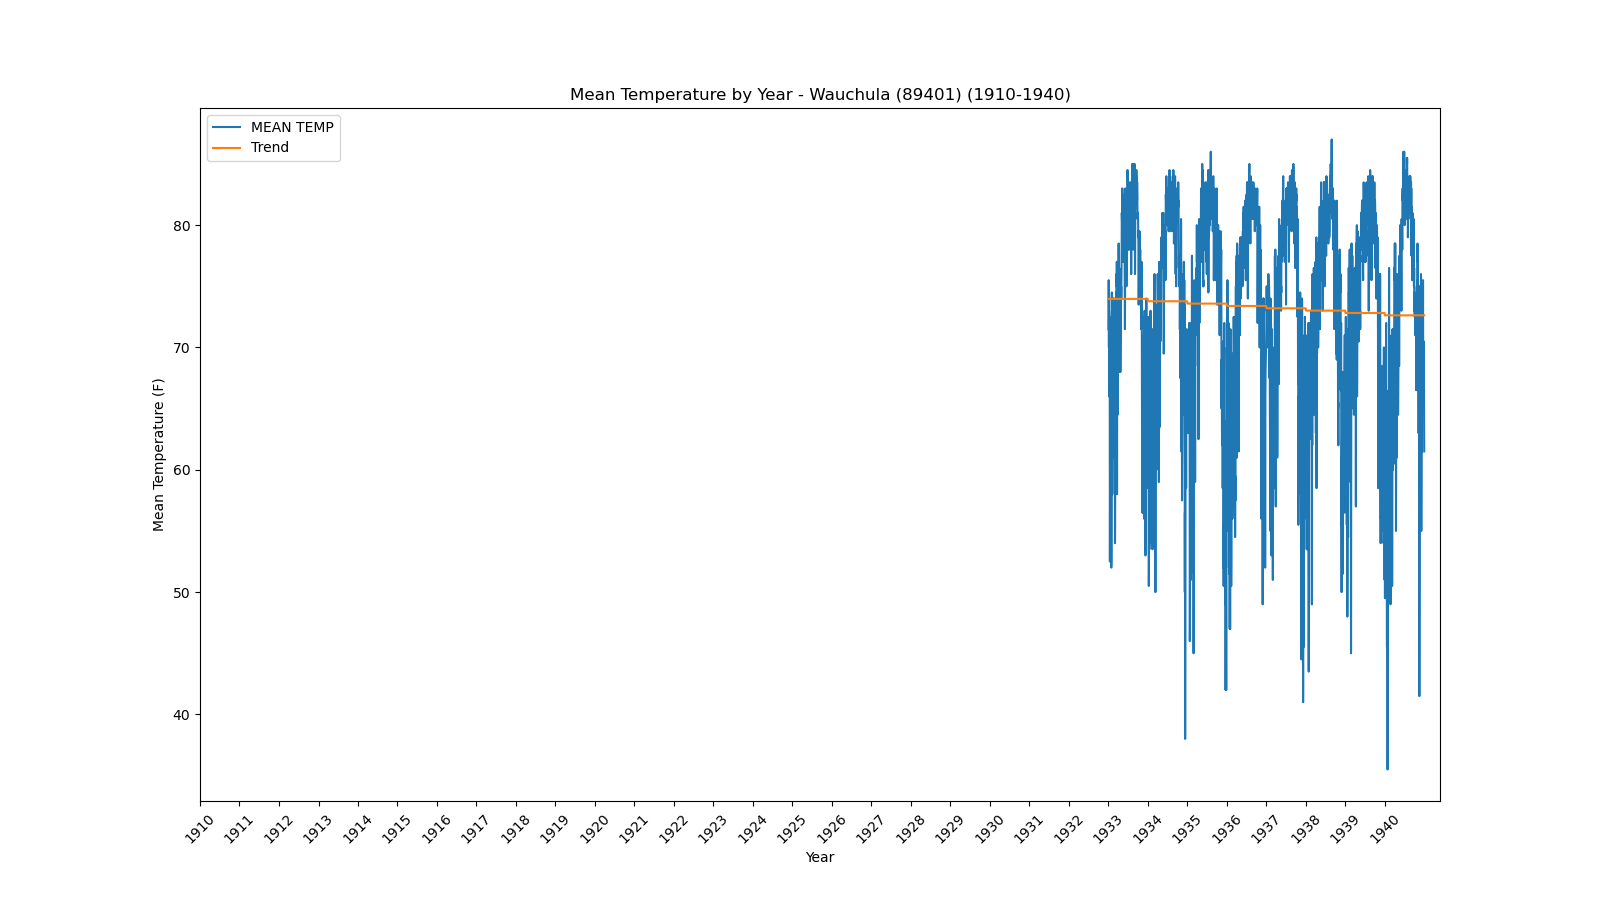 Mean Temperature by Year - Wauchula (89401) (1910-1940)
MEAN TEMP
Trend
Mean Temperature (F)
80
70
60
50
40
1910 1911 1912 1913 1914 1915 1916 1917 1918 1919 1920 1921 1922 1923 1924 1925 1926 1927 1928 1929 1930 1931 1932 1933 1934 1935 1936 1937 1938 1939 1940
Year